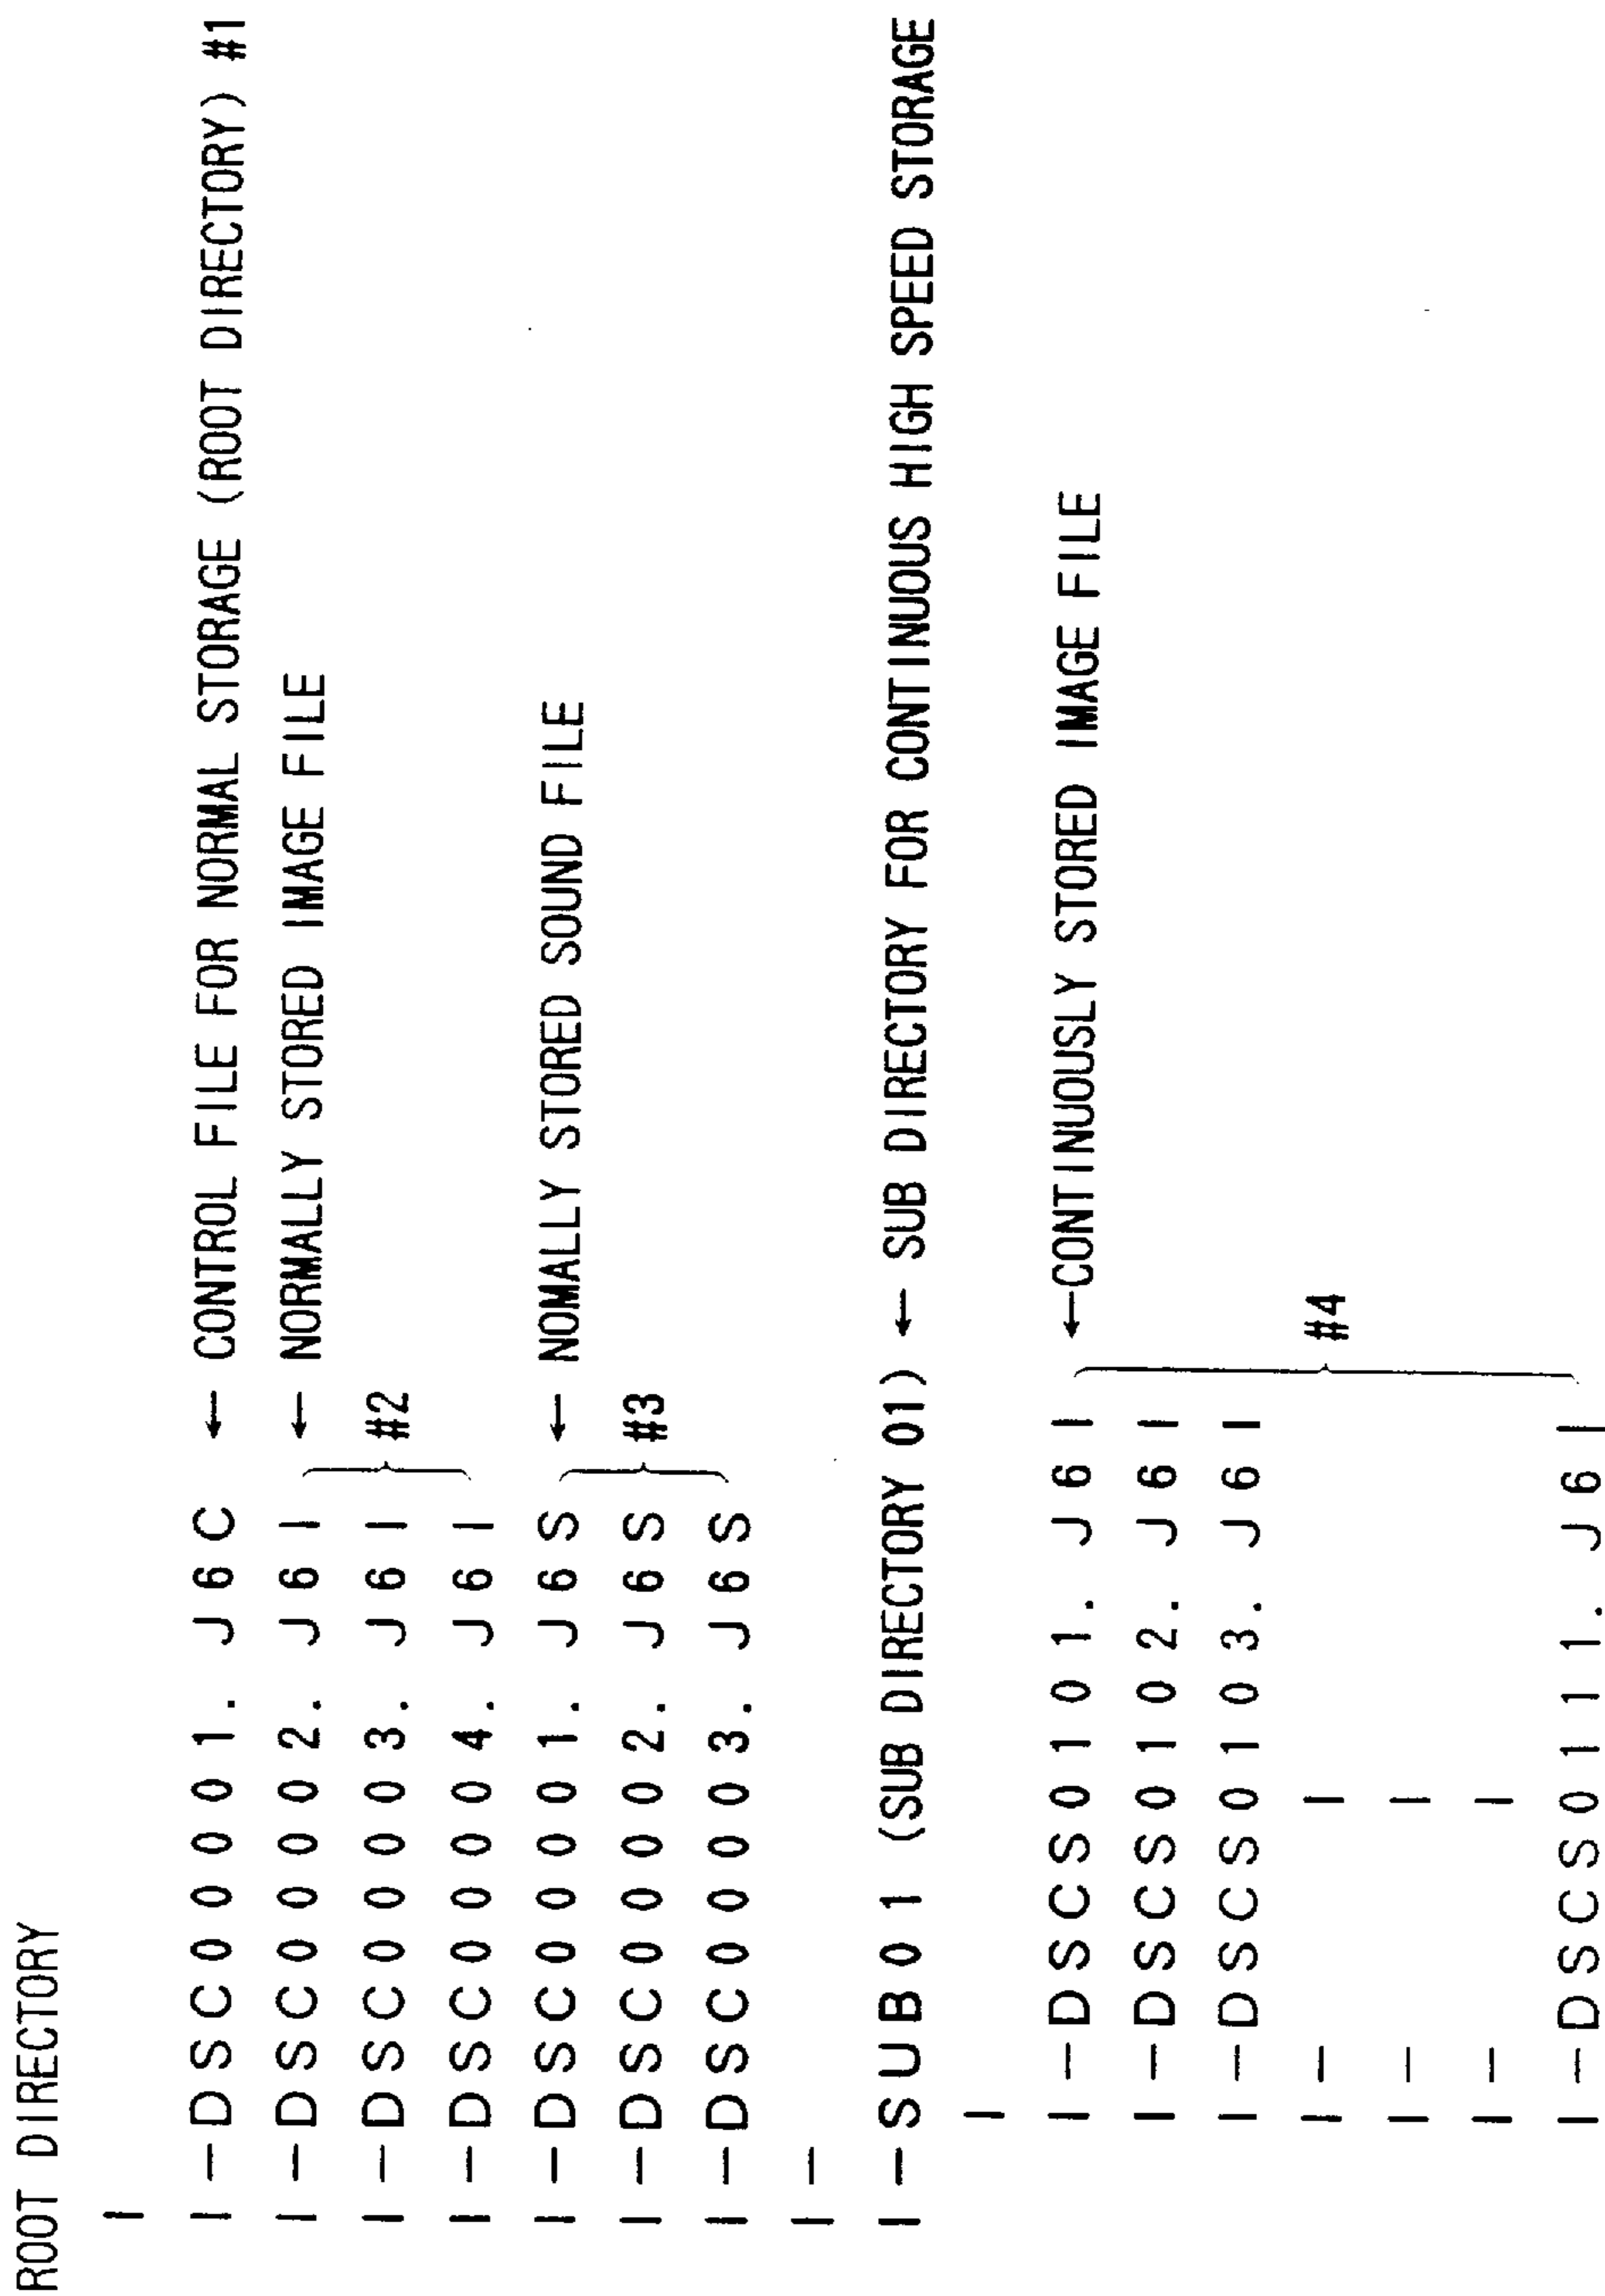 ROOT DIRECTORY
|
|--DSC00001. J6C ← CONTROL FILE FOR NORMAL STORAGE (ROOT DIRECTORY) #1
|--DSC00002. J6I ← NORMALLY STORED IMAGE FILE
|--DSC00003. J6I #2
|--DSC00004. J6I
|--DSC00001. J6S ← NOMALLY STORED SOUND FILE
|--DSC00002. J6S #3
|--DSC00003. J6S
|--
|--SUB01 (SUB DIRECTORY 01) ← SUB DIRECTORY FOR CONTINUOUS HIGH SPEED STORAGE
|
|--DSCS0101. J6I ←CONTINUOUSLY STORED IMAGE FILE
|--DSCS0102. J6I
|--DSCS0103. J6I
|-- | #4
|-- |
|-- |
|--DSCS0111. J6I